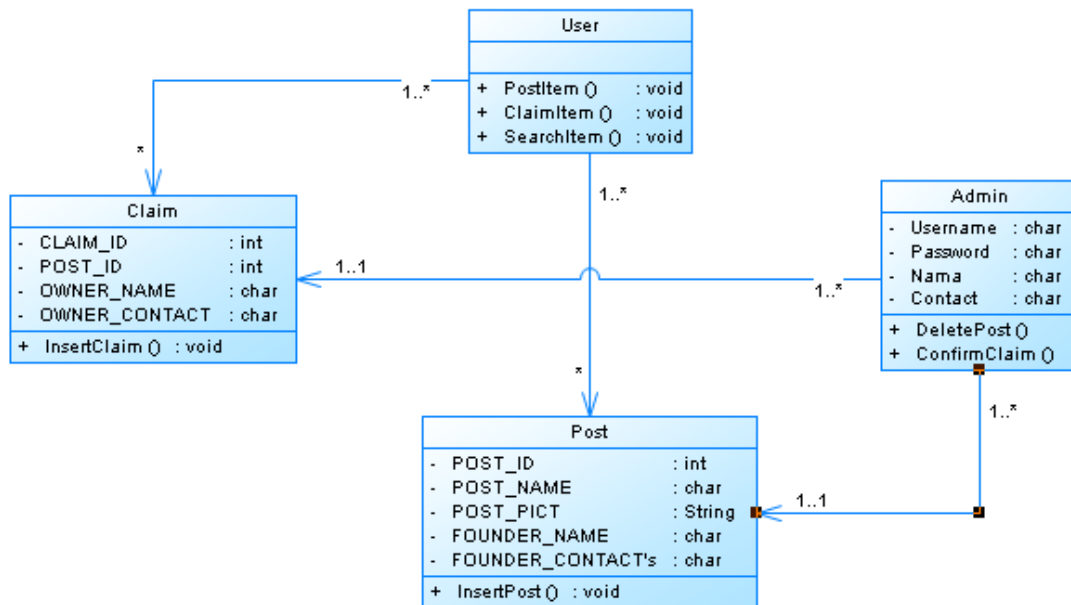 User
+ PostItem () : void
+ ClaimItem () : void
+ SearchItem () : void
1..*
*
1..*
*
Claim
- CLAIM_ID : int
- POST_ID : int
- OWNER_NAME : char
- OWNER_CONTACT : char
+ InsertClaim () : void
1..1
1..*
Admin
- Username : char
- Password : char
- Nama : char
- Contact : char
+ DeletePost ()
+ ConfirmClaim ()
1..*
1..1
Post
- POST_ID : int
- POST_NAME : char
- POST_PICT : String
- FOUNDER_NAME : char
- FOUNDER_CONTACT's : char
+ InsertPost () : void